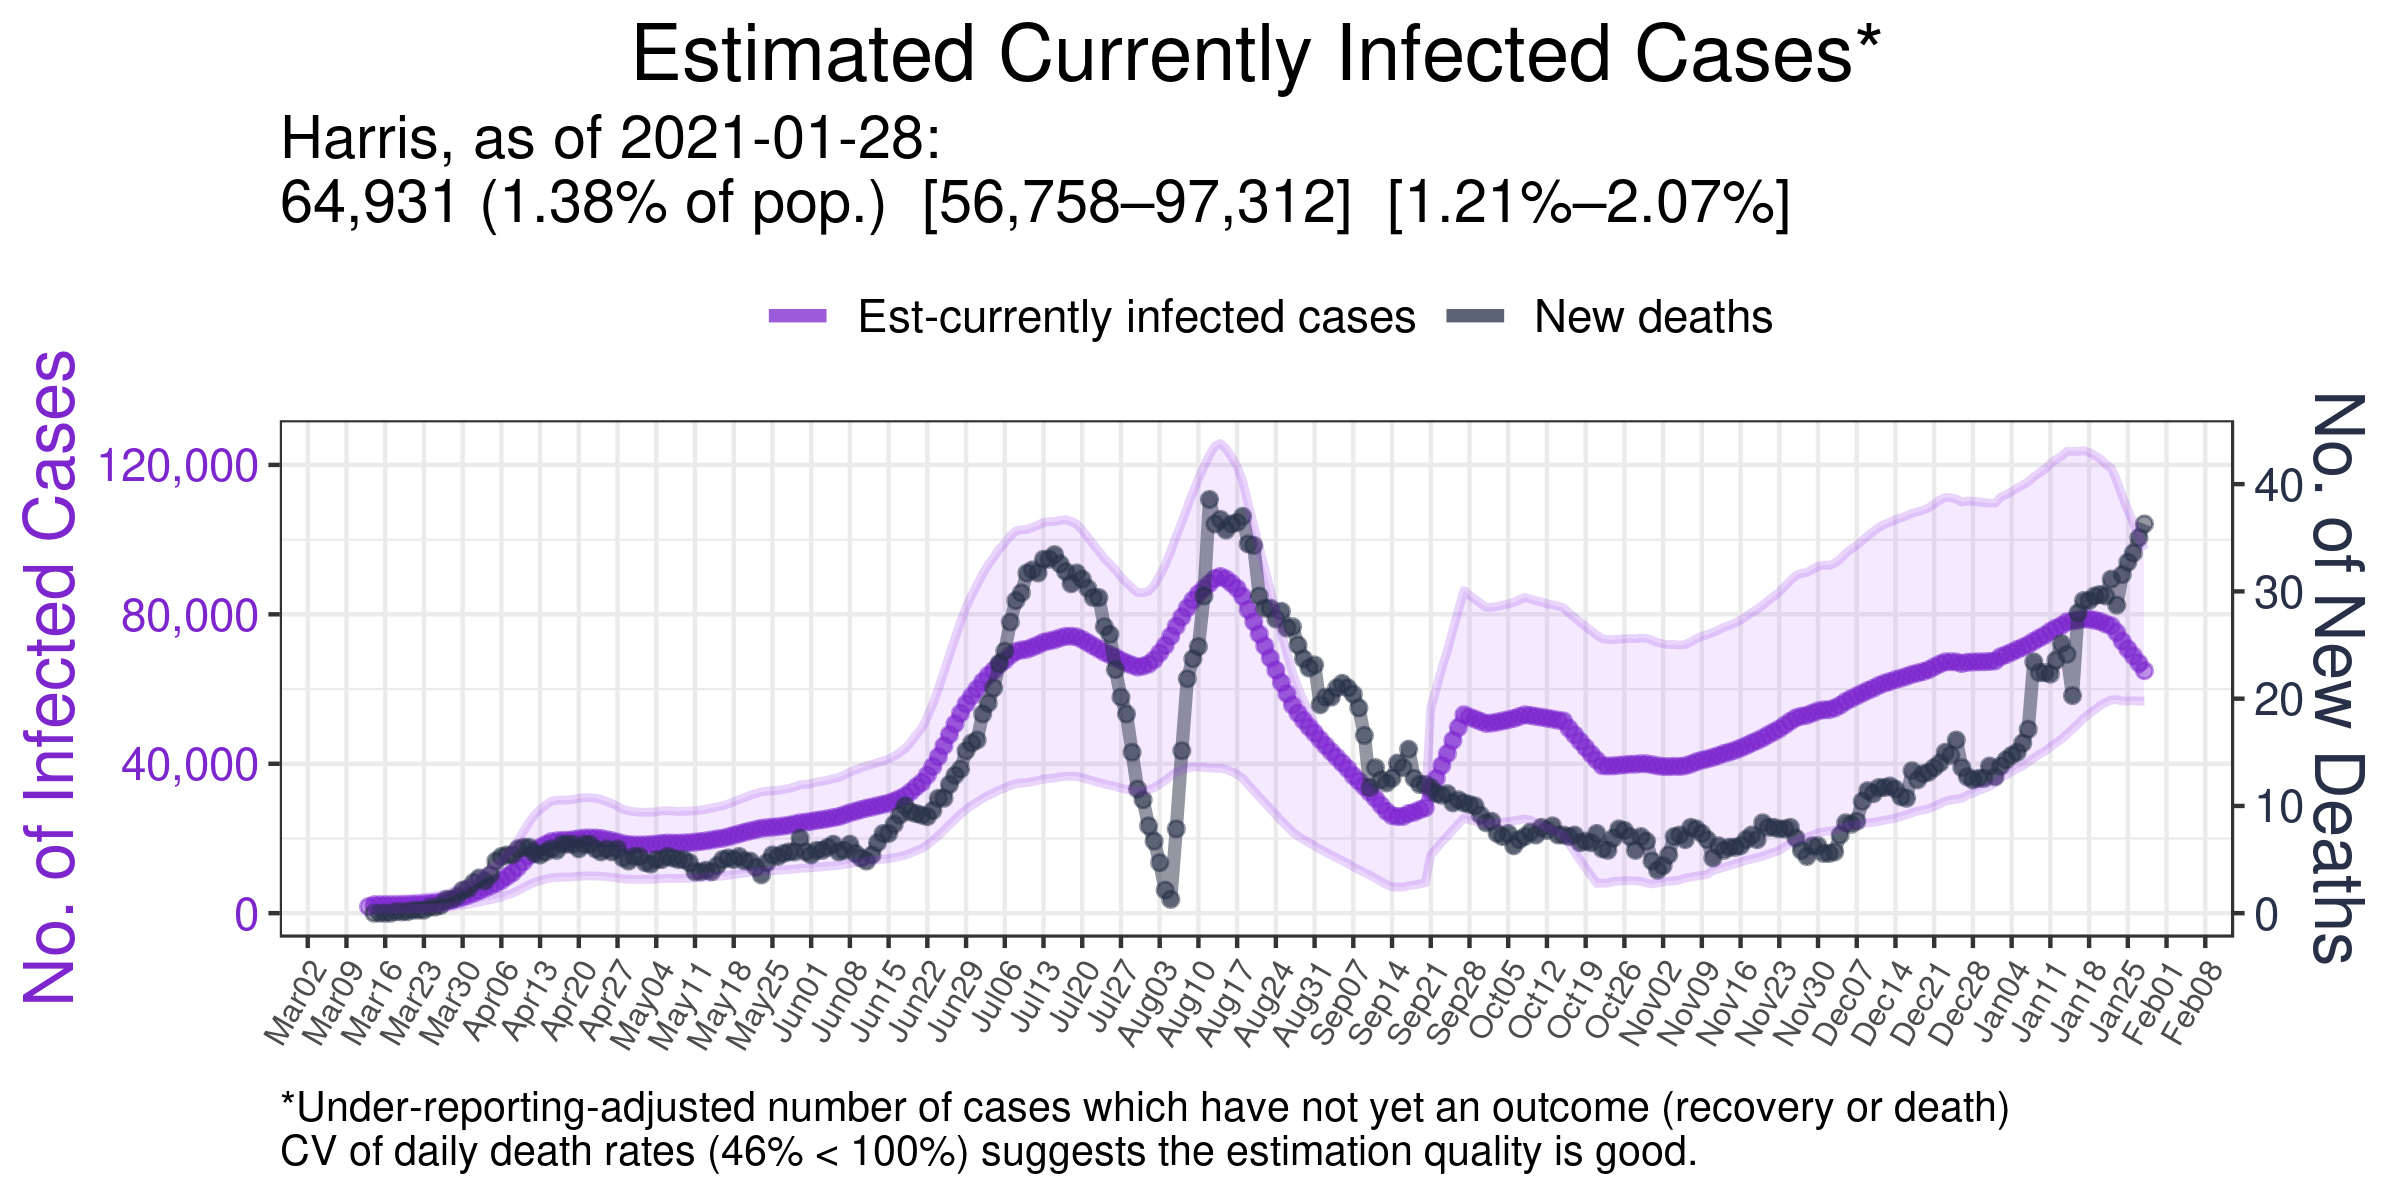 Estimated Currently Infected Cases*
Harris, as of 2021-01-28:
64,931 (1.38% of pop.) [56,758–97,312] [1.21%–2.07%]
Est-currently infected cases New deaths
No. of Infected Cases
120,000
80,000
40,000
0
No. of New Deaths
40
30
20
10
0
Mar02 Mar09 Mar16 Mar23 Mar30 Apr06 Apr13 Apr20 Apr27 May04 May11 May18 May25 Jun01 Jun08 Jun15 Jun22 Jun29 Jul06 Jul13 Jul20 Jul27 Aug03 Aug10 Aug17 Aug24 Aug31 Sep07 Sep14 Sep21 Sep28 Oct05 Oct12 Oct19 Oct26 Nov02 Nov09 Nov16 Nov23 Nov30 Dec07 Dec14 Dec21 Dec28 Jan04 Jan11 Jan18 Jan25 Feb01 Feb08
*Under-reporting-adjusted number of cases which have not yet an outcome (recovery or death)
CV of daily death rates (46% < 100%) suggests the estimation quality is good.